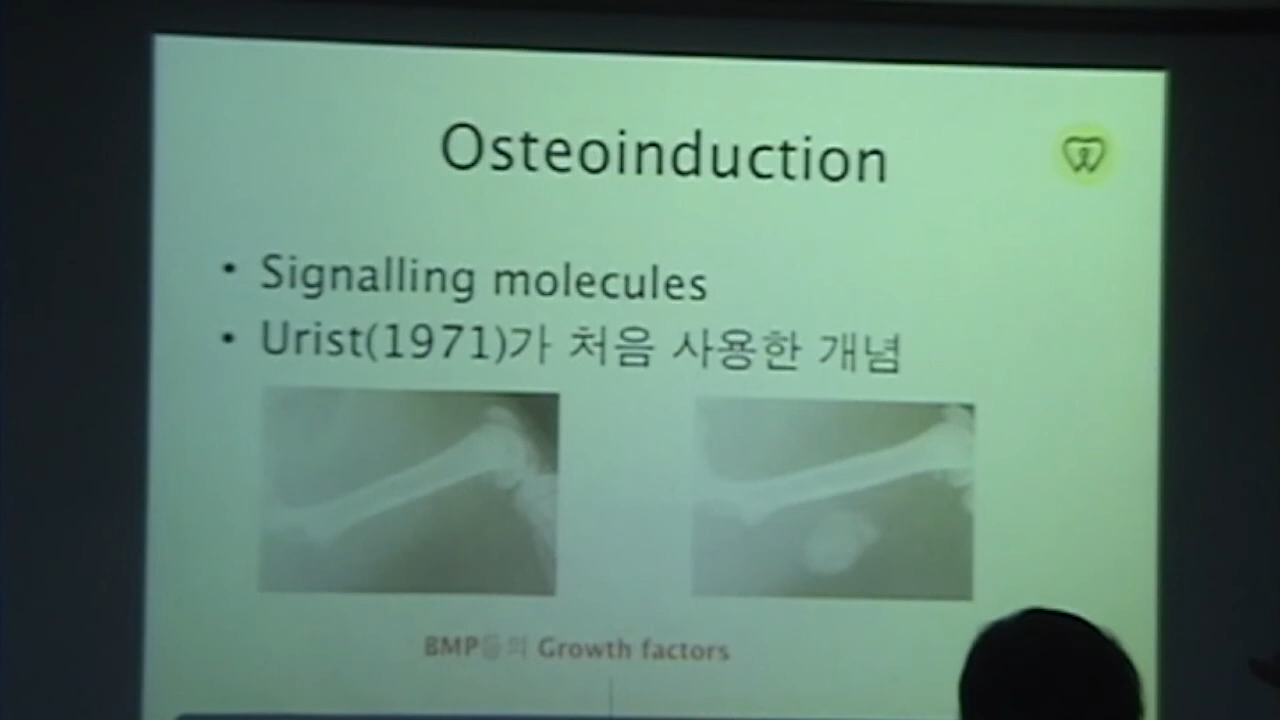 Osteoinduction
• Signalling molecules
• Urist(1971)가 처음 사용한 개념
BMP등의 Growth factors